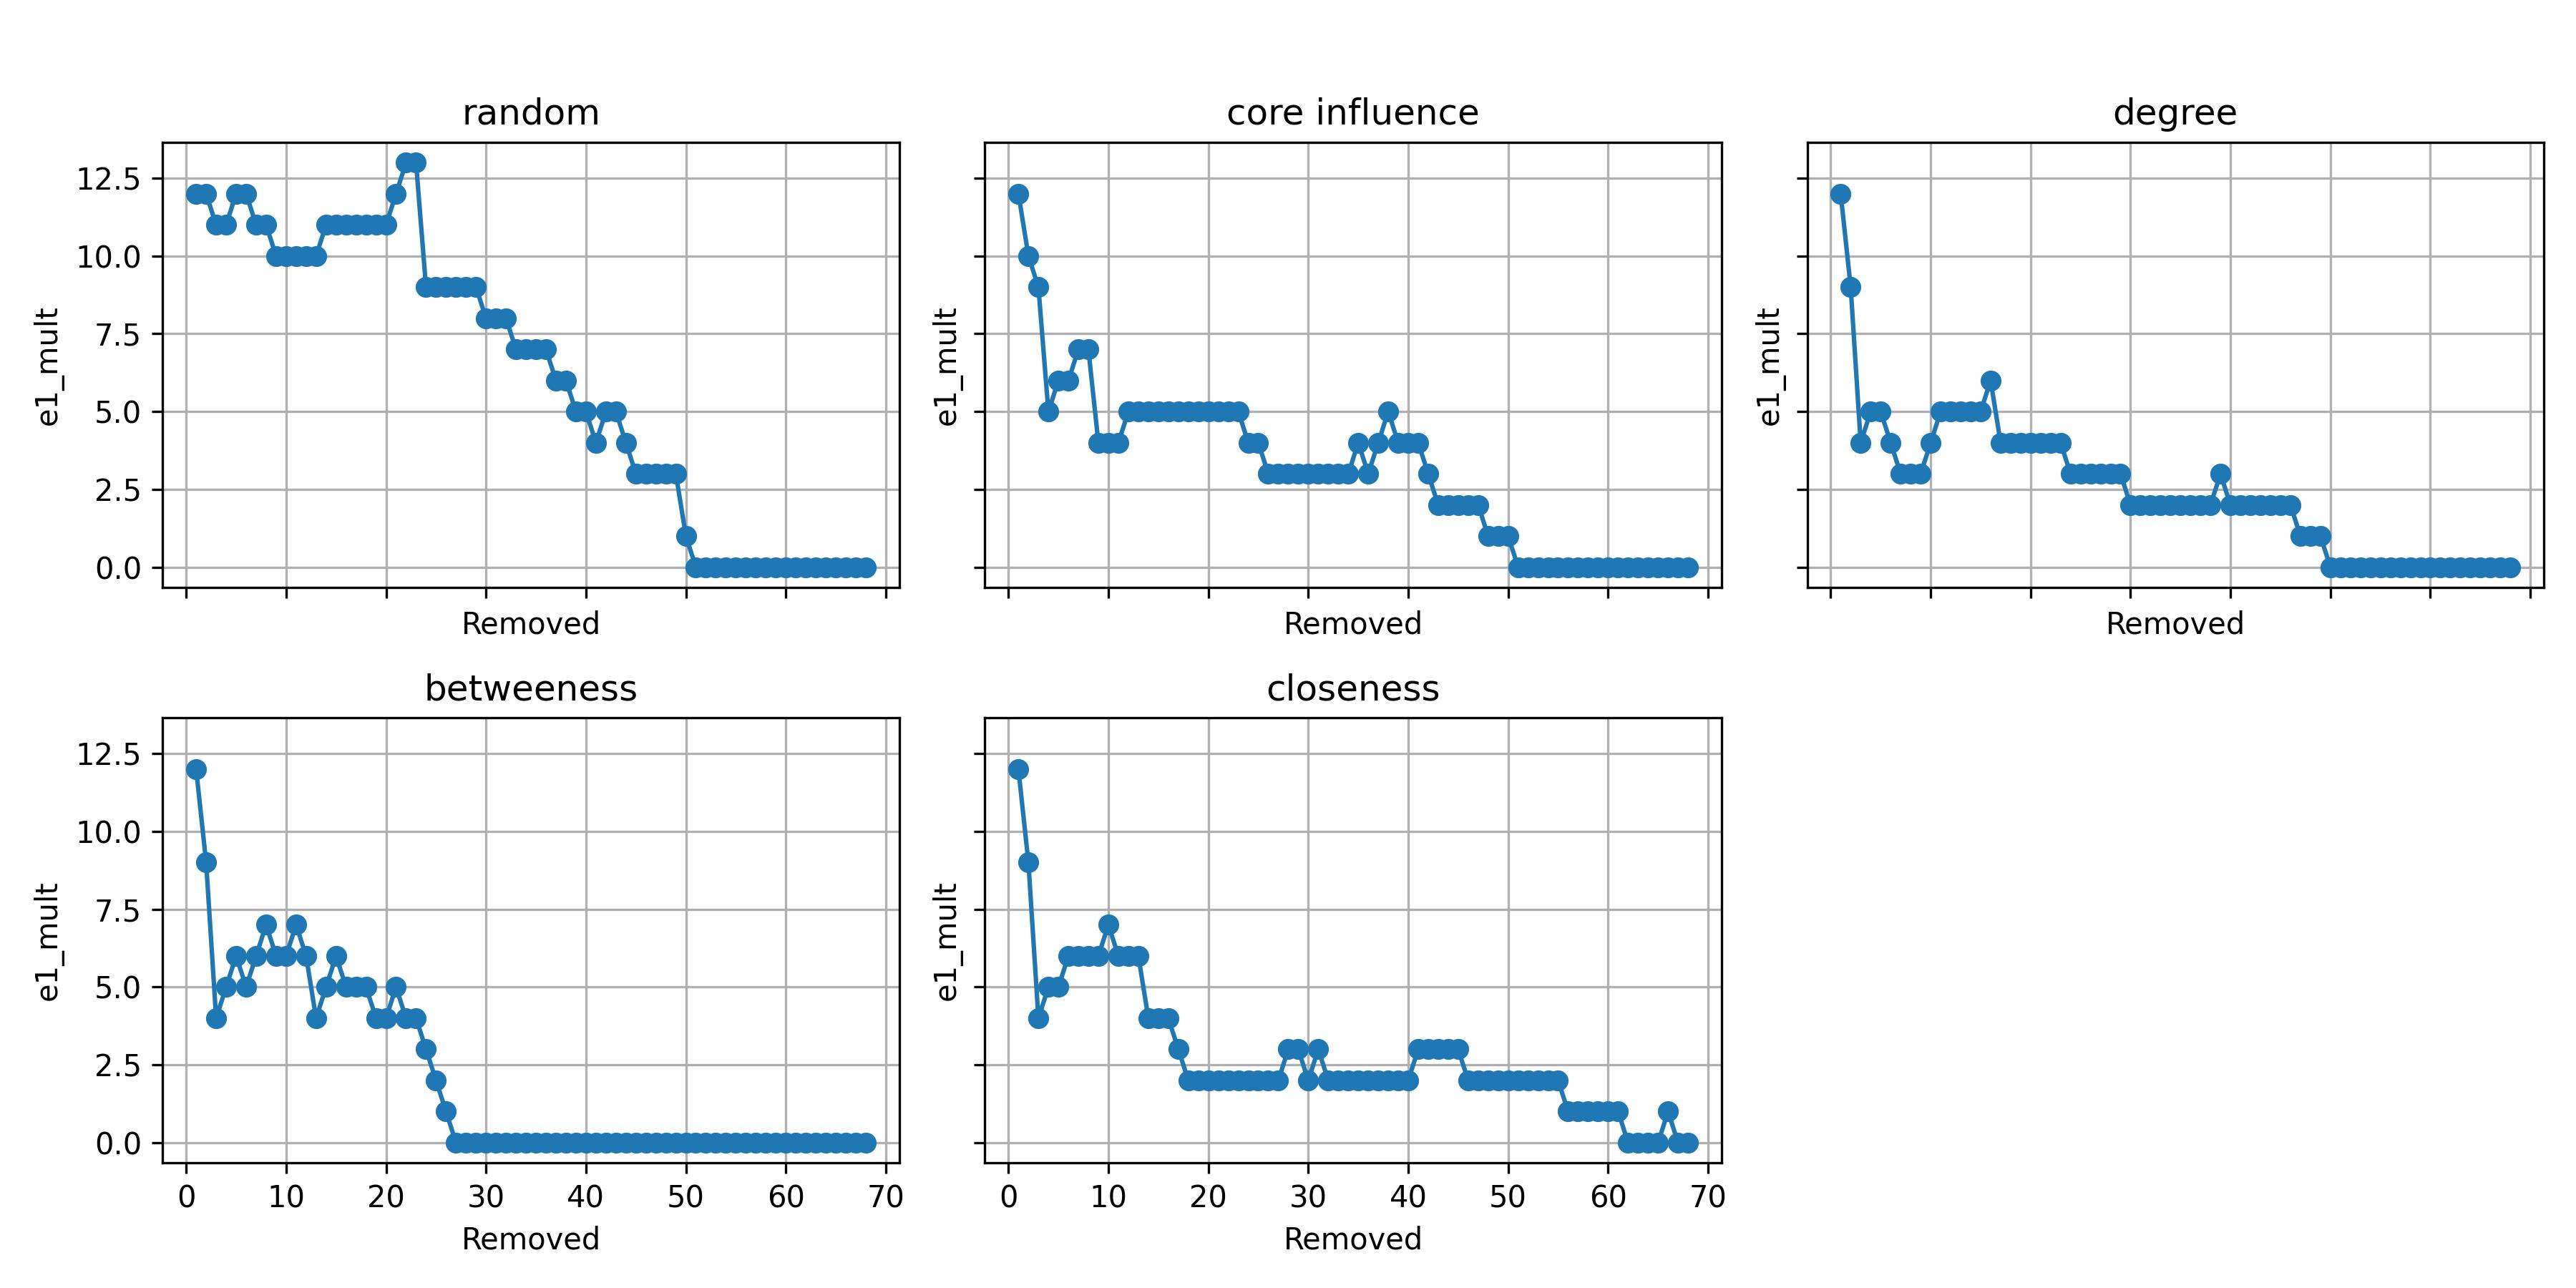 random
core influence
degree
12.5
10.0
7.5
5.0
2.5
0.0
e1_mult
e1_mult
e1_mult
Removed
Removed
Removed
betweeness
closeness
12.5
10.0
7.5
5.0
2.5
0.0
e1_mult
e1_mult
0 10 20 30 40 50 60 70
0 10 20 30 40 50 60 70
Removed
Removed